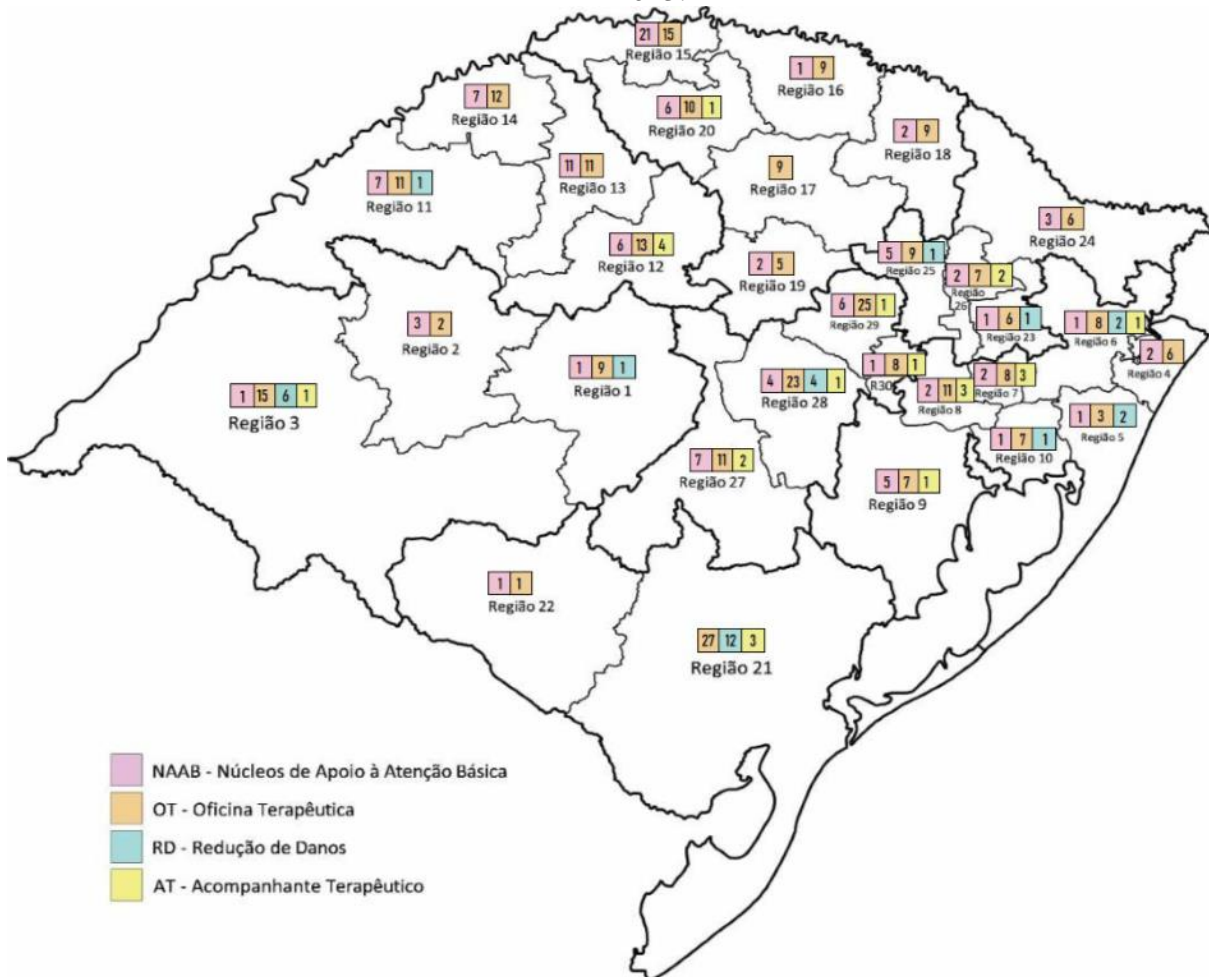 21 15
Região 15
1 9
Região 16
7 12
Região 14
6 10 1
Região 20
2 9
Região 18
11 11
Região 13
9
Região 17
7 11 1
Região 11
3 6
Região 24
6 13 4
Região 12
2 5
Região 19
5 9 1
Região 25
2 7 2
Região
26
6 25 1
Região 29
1 6 1
Região 23
1 8 2 1
Região 6
3 2
Região 2
2 6
Região 4
1 9 1
Região 1
1 8 1
R30
4 23 4 1
Região 28
2 8 3
Região 7
2 11 3
Região 8
1 15 6 1
Região 3
1 3 2
Região 5
1 7 1
Região 10
7 11 2
Região 27
5 7 1
Região 9
1 1
Região 22
27 12 3
Região 21
NAAB - Núcleos de Apoio à Atenção Básica
OT - Oficina Terapêutica
RD - Redução de Danos
AT - Acompanhante Terapêutico